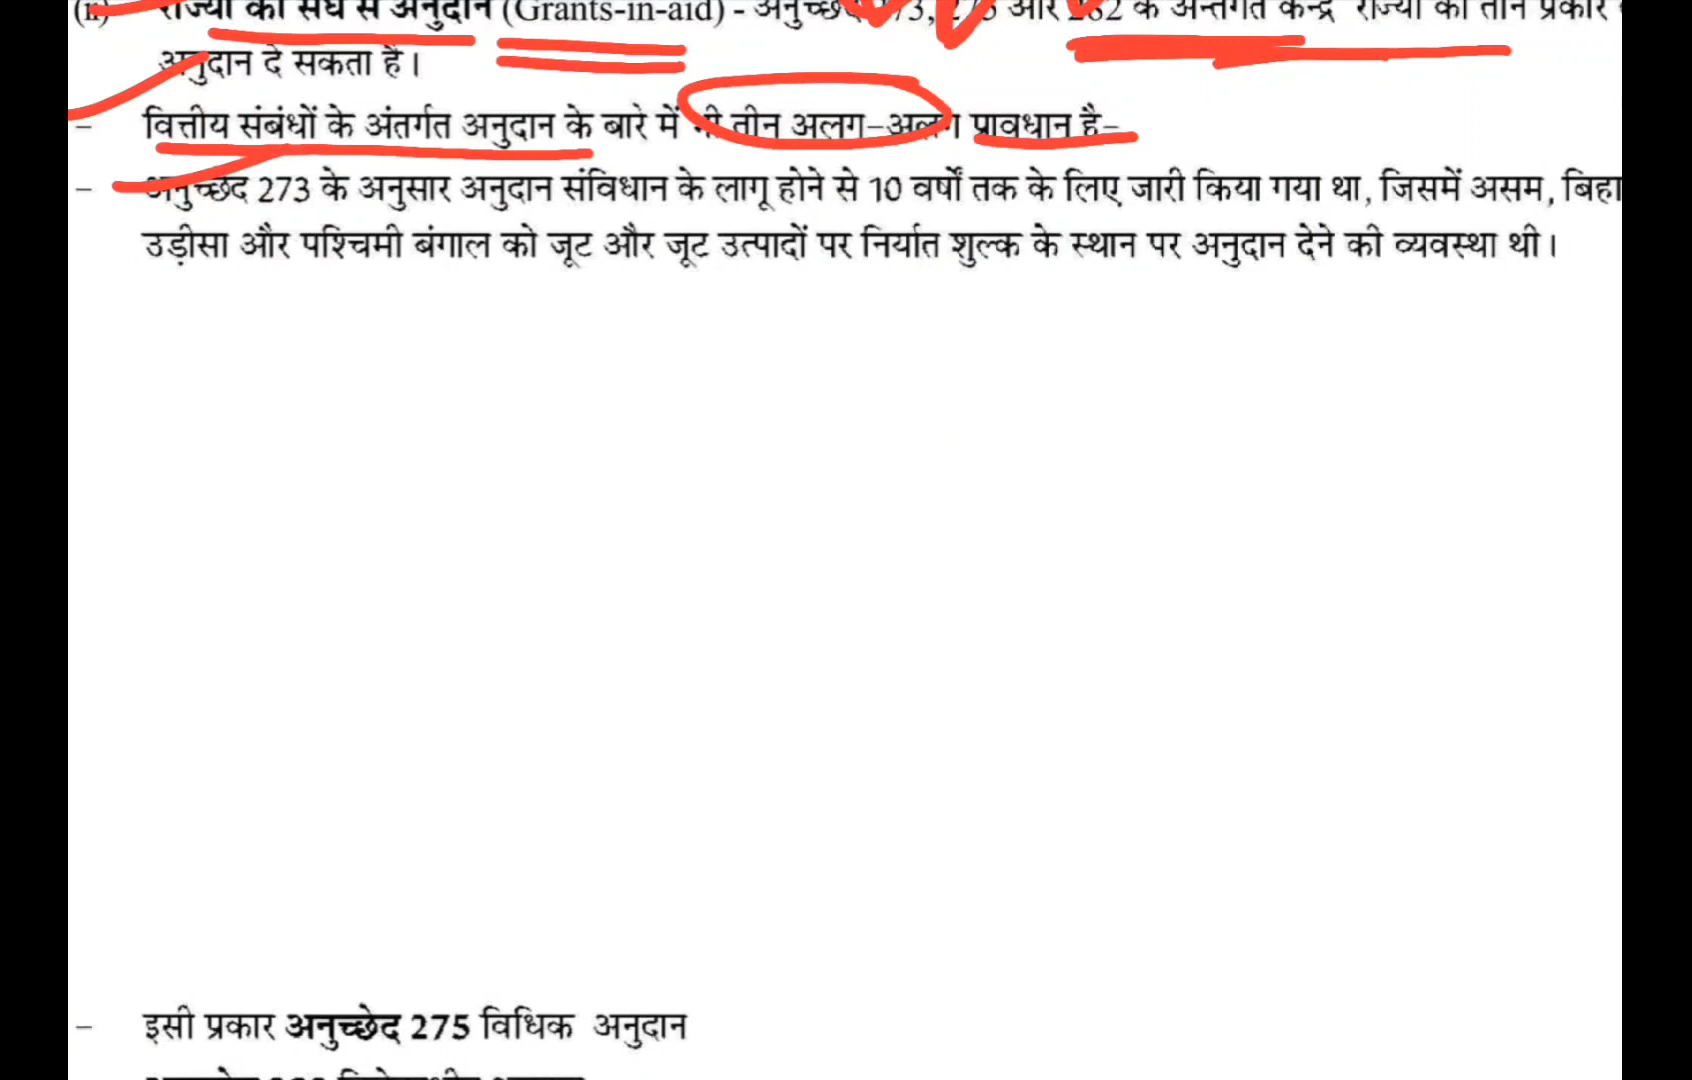 (ii) राज्यों को संघ से अनुदान (Grants-in-aid) - अनुच्छेद 273, 275 और 282 के अन्तर्गत केन्द्र राज्यों को तीन प्रकार
अनुदान दे सकता है।
– वित्तीय संबंधों के अंतर्गत अनुदान के बारे में भी तीन अलग–अलग प्रावधान है–
– अनुच्छेद 273 के अनुसार अनुदान संविधान के लागू होने से 10 वर्षों तक के लिए जारी किया गया था, जिसमें असम, बिहा
उड़ीसा और पश्चिमी बंगाल को जूट और जूट उत्पादों पर निर्यात शुल्क के स्थान पर अनुदान देने की व्यवस्था थी।
– इसी प्रकार अनुच्छेद 275 विधिक अनुदान